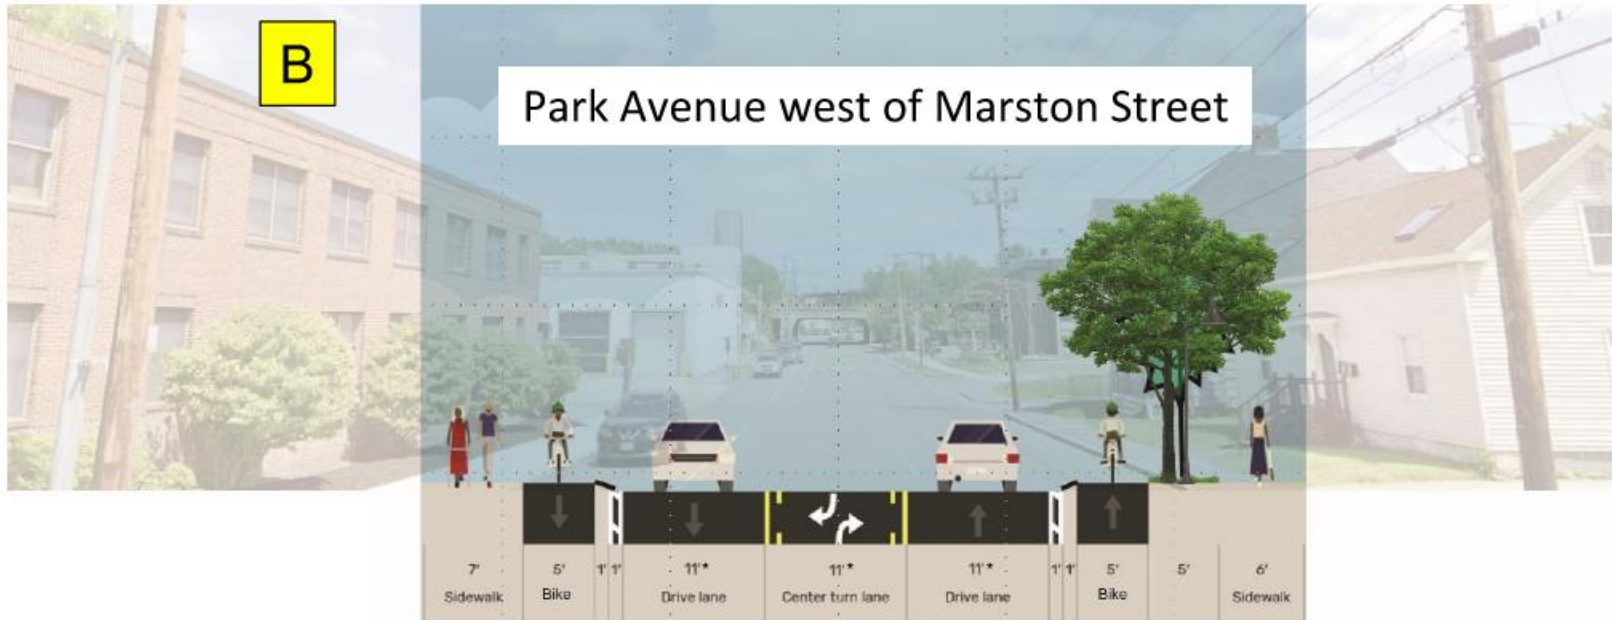 B
Park Avenue west of Marston Street
7' 5' 1' 1' 11'* 11'* 11'* 1' 1' 5' 5' 6'
Sidewalk Bike Drive lane Center turn lane Drive lane Bike Sidewalk